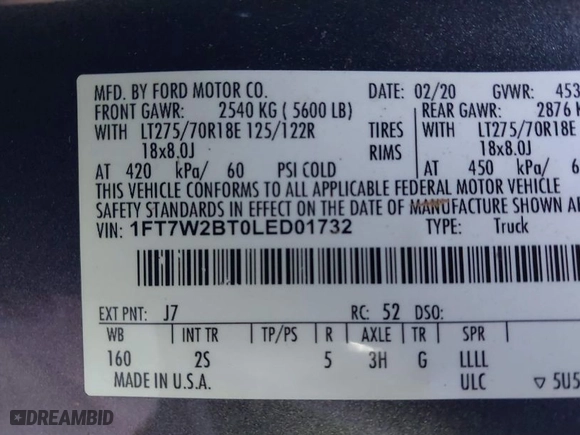 MFD. BY FORD MOTOR CO. DATE: 02/20 GVWR: 453
FRONT GAWR: 2540 KG ( 5600 LB) REAR GAWR: 2876 K
WITH LT275/70R18E 125/122R TIRES WITH LT275/70R18E
18x8.0J RIMS 18x8.0J
AT 420 kPa/ 60 PSI COLD AT 450 kPa/ 6
THIS VEHICLE CONFORMS TO ALL APPLICABLE FEDERAL MOTOR VEHICLE
SAFETY STANDARDS IN EFFECT ON THE DATE OF MANUFACTURE SHOWN A
VIN: 1FT7W2BT0LED01732 TYPE: Truck
EXT PNT: J7 RC: 52 DSO:
WB INT TR TP/PS R AXLE TR SPR
160 2S 5 3H G LLLL
MADE IN U.S.A. ULC ▽ 5U5
DREAMBID